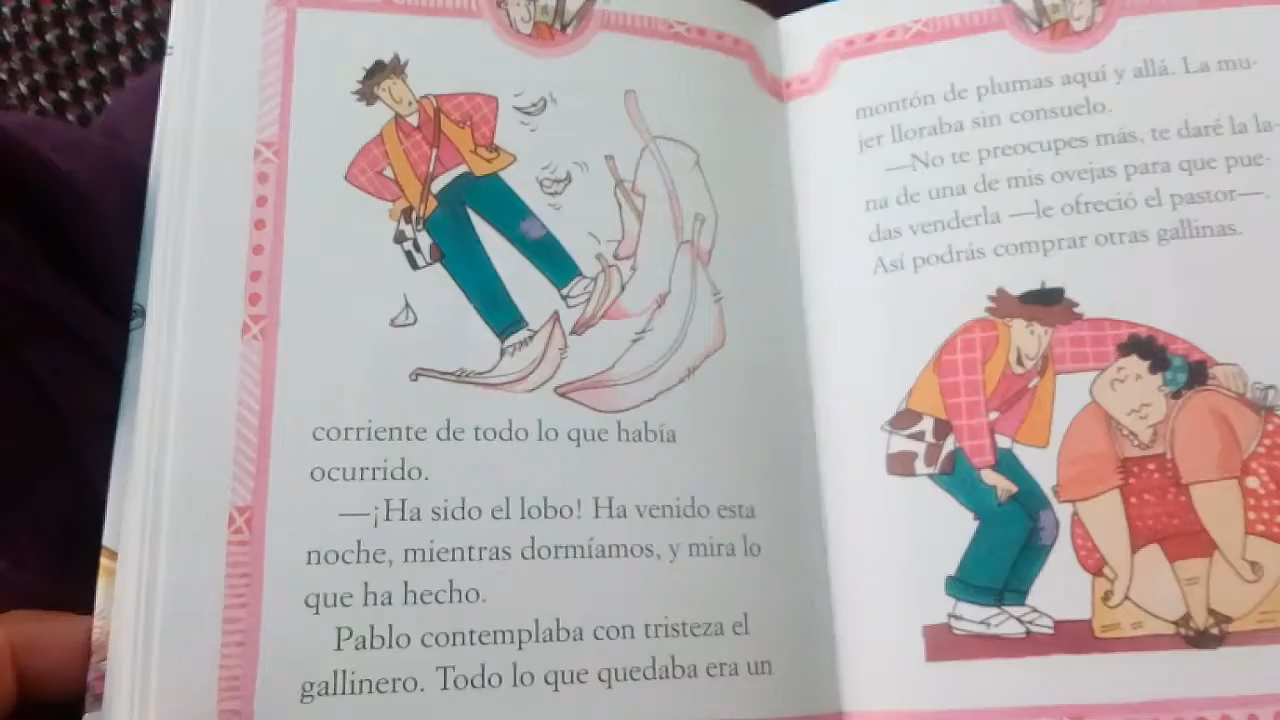 corriente de todo lo que había
ocurrido.
—¡Ha sido el lobo! Ha venido esta
noche, mientras dormíamos, y mira lo
que ha hecho.
Pablo contemplaba con tristeza el
gallinero. Todo lo que quedaba era un
montón de plumas aquí y allá. La mu-
jer lloraba sin consuelo.
—No te preocupes más, te daré la la-
na de una de mis ovejas para que pue-
das venderla —le ofreció el pastor—.
Así podrás comprar otras gallinas.